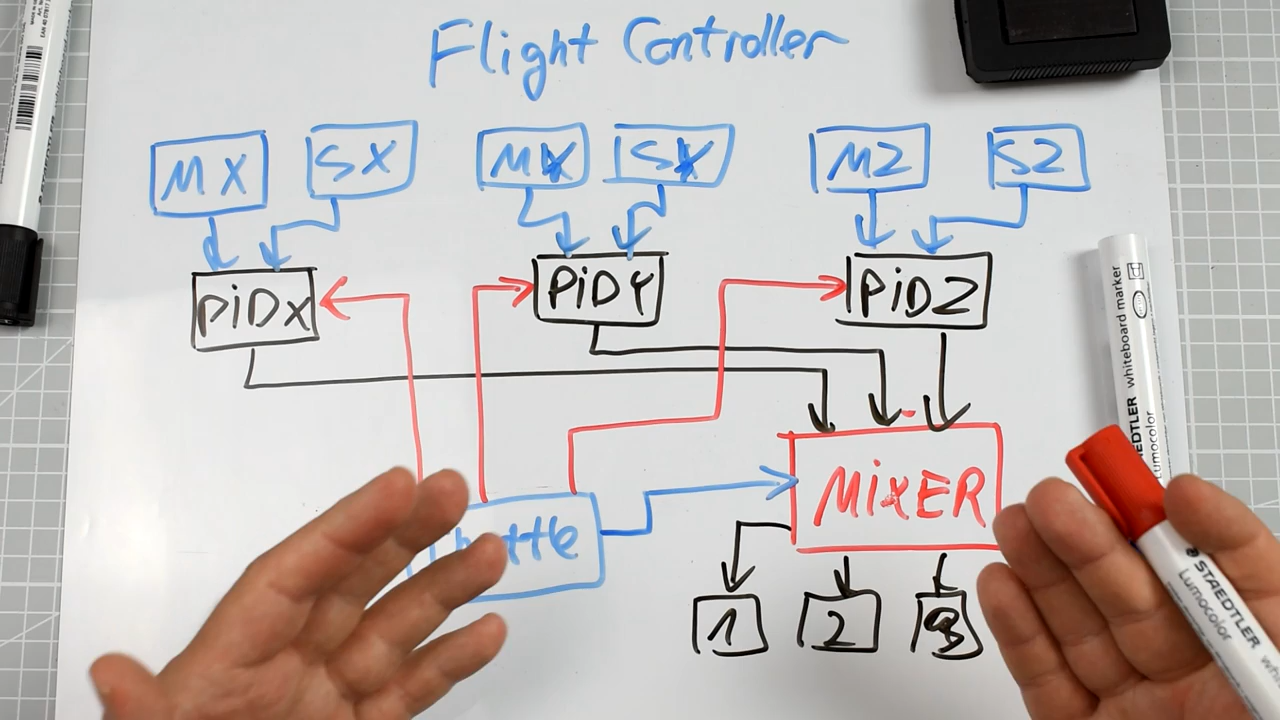 Flight Controller
MX SX MY SY MZ SZ
PiDX PiDY PiDZ
MiXER
1 2 3
STAEDTLER
Lumocolor
whiteboard marker
Lumocolor